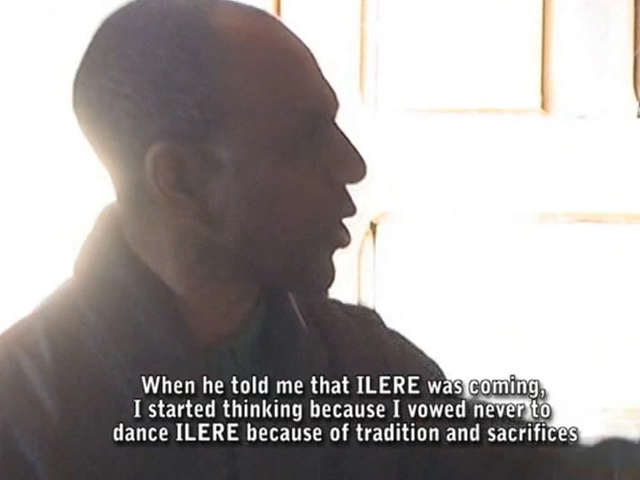 When he told me that ILERE was coming,
I started thinking because I vowed never to
dance ILERE because of tradition and sacrifices